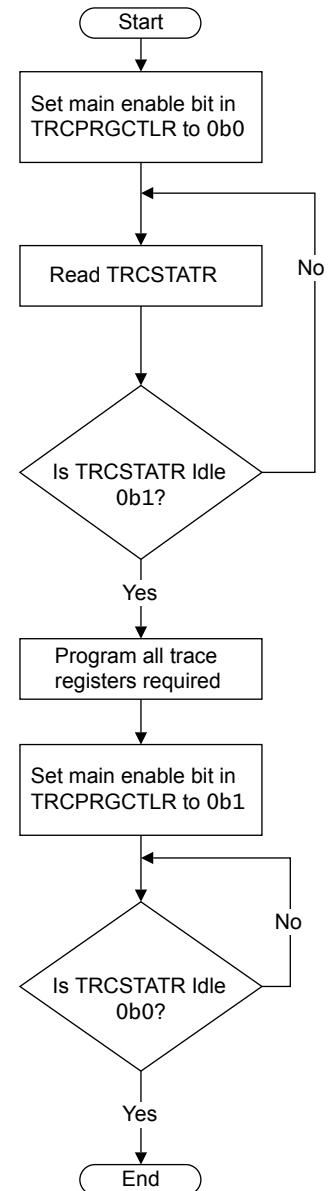 Start
Set main enable bit in
TRCPRGCTLR to 0b0
Read TRCSTATR
No
Is TRCSTATR Idle
0b1?
Yes
Program all trace
registers required
Set main enable bit in
TRCPRGCTLR to 0b1
No
Is TRCSTATR Idle
0b0?
Yes
End